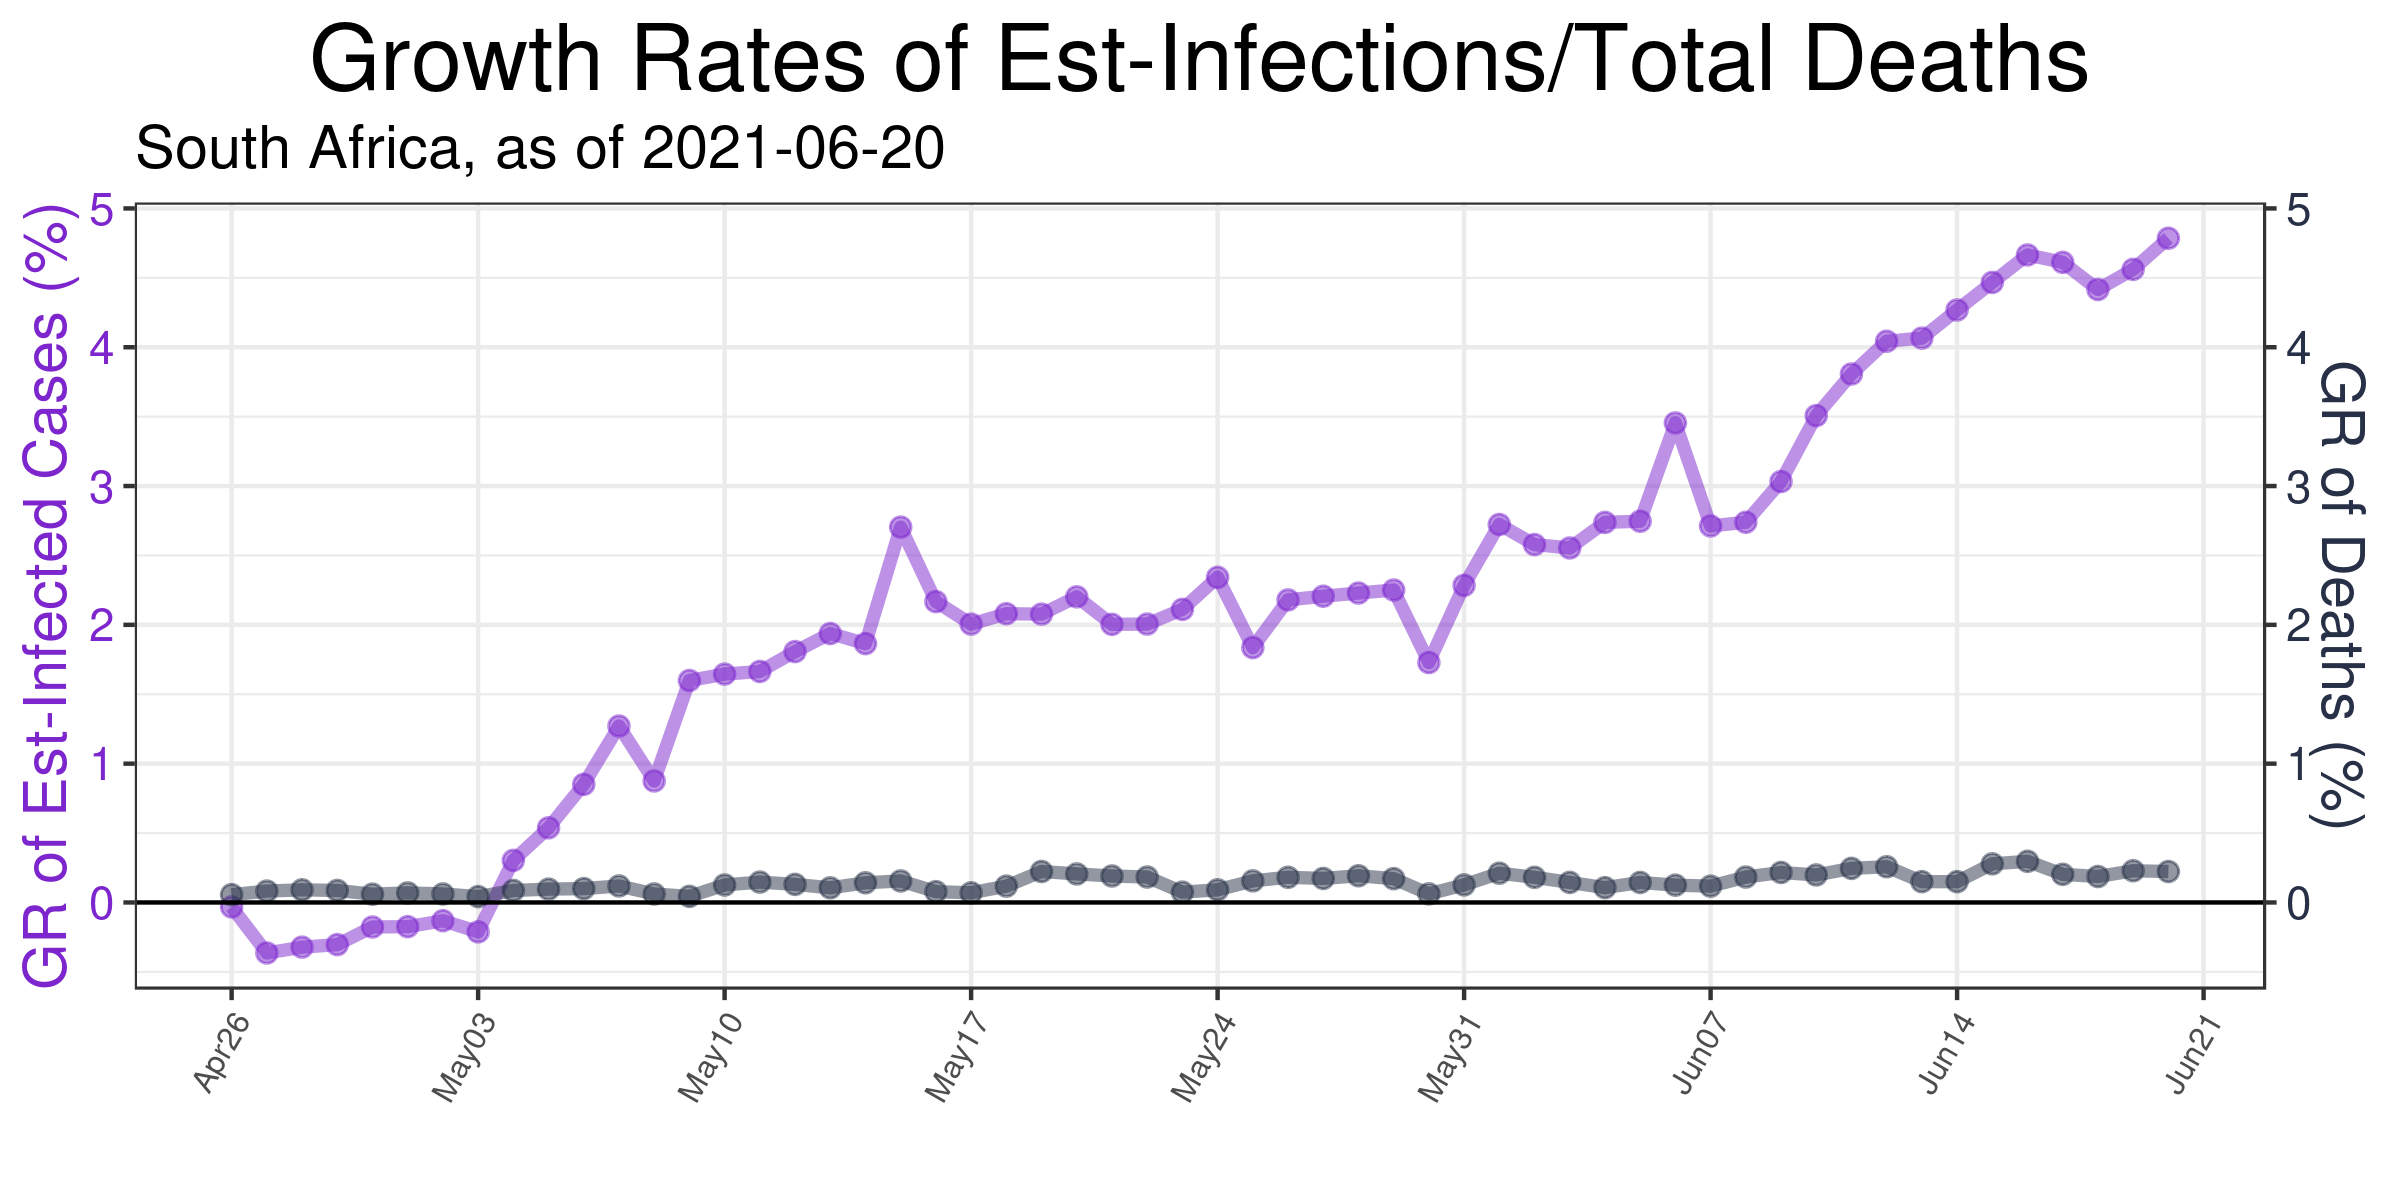 Growth Rates of Est-Infections/Total Deaths
South Africa, as of 2021-06-20
GR of Est-Infected Cases (%)
5
4
3
2
1
0
5
4
3
2
1
0
GR of Deaths (%)
Apr26
May03
May10
May17
May24
May31
Jun07
Jun14
Jun21